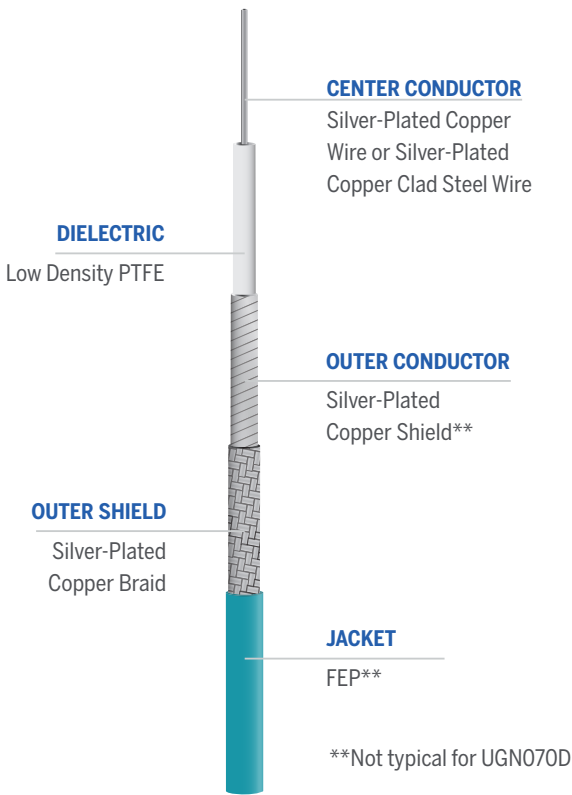 CENTER CONDUCTOR
Silver-Plated Copper
Wire or Silver-Plated
Copper Clad Steel Wire
DIELECTRIC
Low Density PTFE
OUTER CONDUCTOR
Silver-Plated
Copper Shield**
OUTER SHIELD
Silver-Plated
Copper Braid
JACKET
FEP**
**Not typical for UGN070D